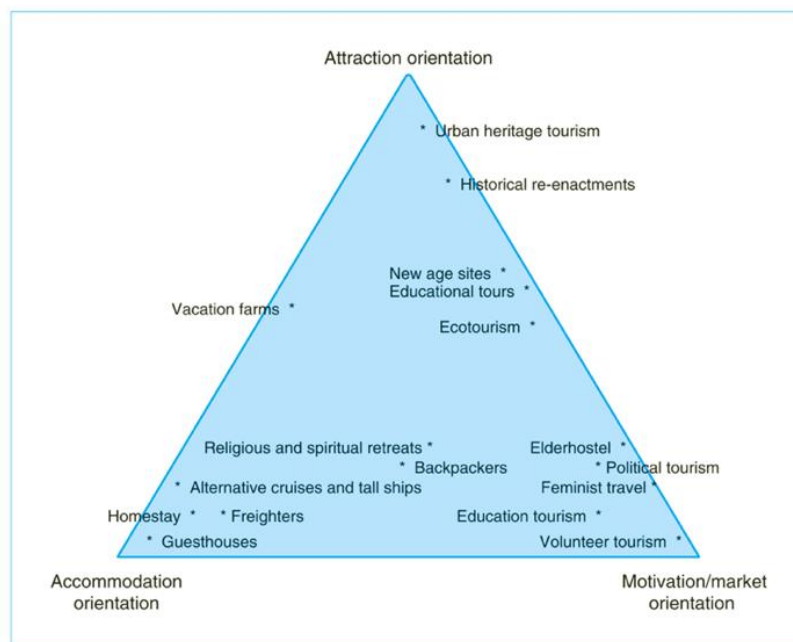 Attraction orientation
* Urban heritage tourism
* Historical re-enactments
New age sites *
Educational tours *
Vacation farms *
Ecotourism *
Religious and spiritual retreats *
Elderhostel *
* Backpackers
* Political tourism
* Alternative cruises and tall ships
Feminist travel *
Homestay *
* Freighters
Education tourism *
* Guesthouses
Volunteer tourism *
Accommodation
orientation
Motivation/market
orientation